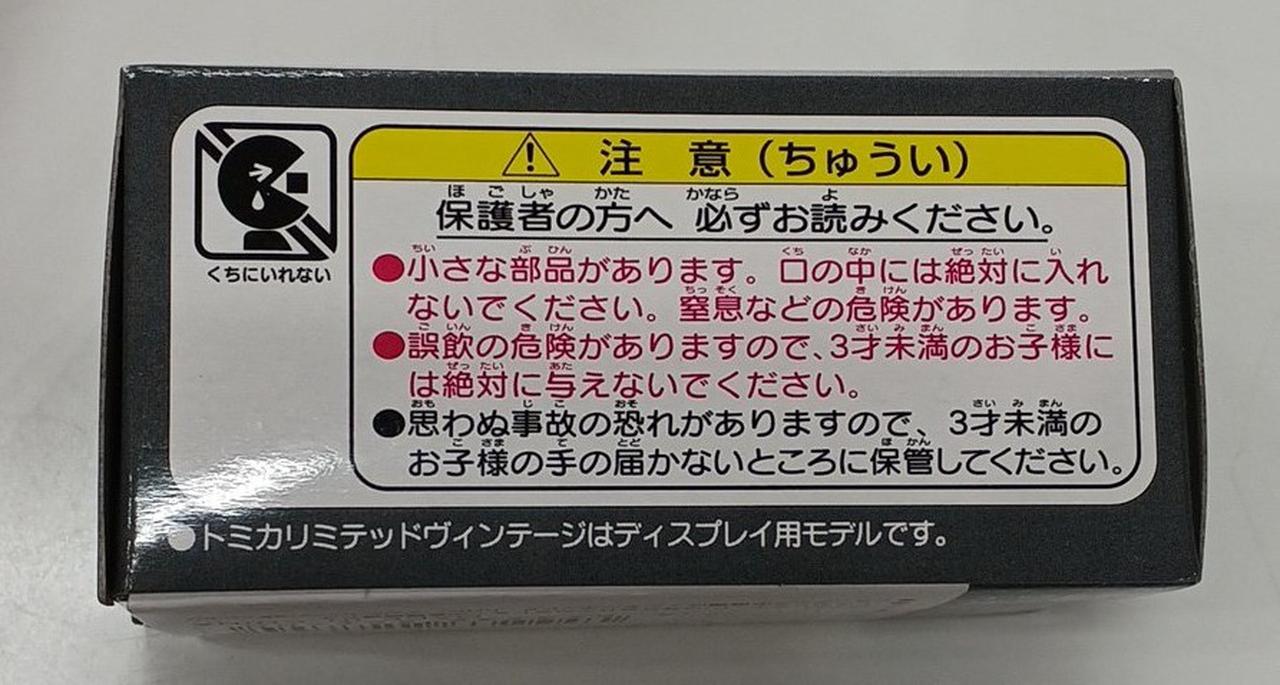 くちにいれない
注 意（ちゅうい）
保護者の方へ 必ずお読みください。
●小さな部品があります。口の中には絶対に入れ
ないでください。窒息などの危険があります。
●誤飲の危険がありますので、3才未満のお子様に
は絶対に与えないでください。
●思わぬ事故の恐れがありますので、3才未満の
お子様の手の届かないところに保管してください。
●トミカリミテッドヴィンテージはディスプレイ用モデルです。